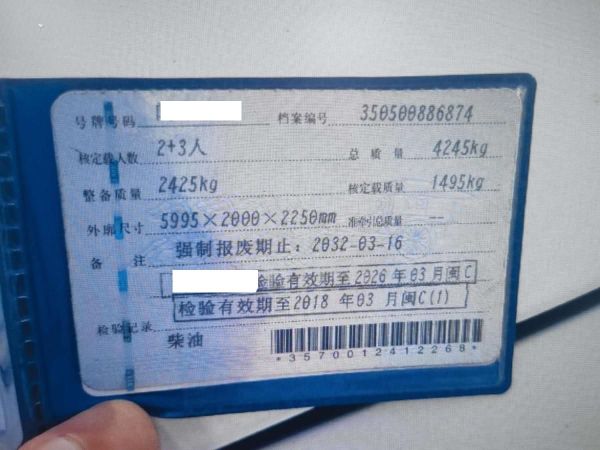 号牌号码 档案编号 350500886874
核定载人数 2+3人 总质量 4245kg
整备质量 2425kg 核定载质量 1495kg
外廓尺寸 5995×2000×2250mm 准牵引总质量 --
备注 强制报废期止：2032-03-16
检验有效期至2026年03月闽C
检验有效期至2018年03月闽C(1)
检验记录
柴油
*3570012412268*